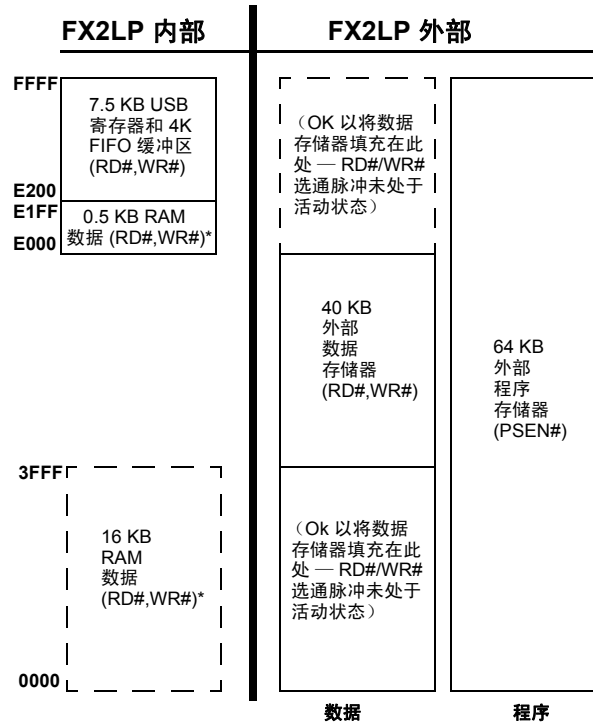 FX2LP 内部
FX2LP 外部
FFFF
7.5 KB USB
寄存器和 4K
FIFO 缓冲区
(RD#,WR#)
E200
E1FF
0.5 KB RAM
数据 (RD#,WR#)*
E000
(OK 以将数据
存储器填充在此
处 — RD#/WR#
选通脉冲未处于
活动状态)
40 KB
外部
数据
存储器
(RD#,WR#)
64 KB
外部
程序
存储器
(PSEN#)
3FFF
16 KB
RAM
数据
(RD#,WR#)*
(Ok 以将数据
存储器填充在此
处 — RD#/WR#
选通脉冲未处于
活动状态)
0000
数据
程序